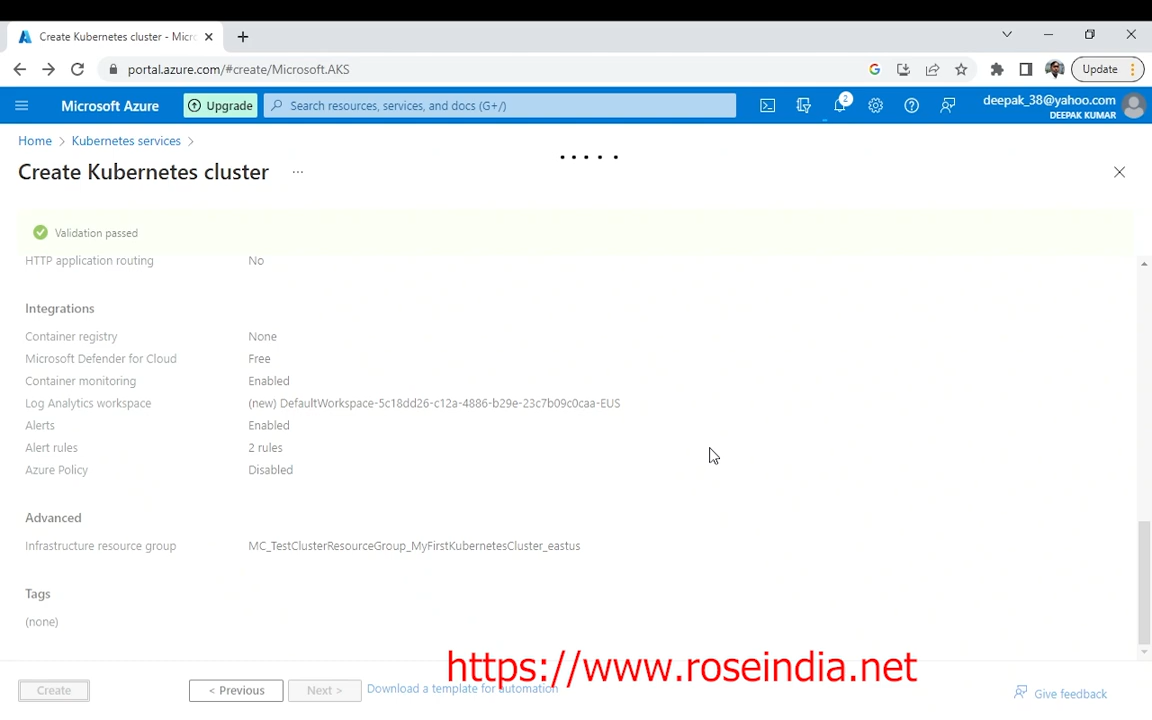 Create Kubernetes cluster - Micr
portal.azure.com/#create/Microsoft.AKS
Update
Microsoft Azure
Upgrade
Search resources, services, and docs (G+/)
2
deepak_38@yahoo.com
DEEPAK KUMAR
Home > Kubernetes services >
Create Kubernetes cluster ...
Validation passed
HTTP application routing No
Integrations
Container registry None
Microsoft Defender for Cloud Free
Container monitoring Enabled
Log Analytics workspace (new) DefaultWorkspace-5c18dd26-c12a-4886-b29e-23c7b09c0caa-EUS
Alerts Enabled
Alert rules 2 rules
Azure Policy Disabled
Advanced
Infrastructure resource group MC_TestClusterResourceGroup_MyFirstKubernetesCluster_eastus
Tags
(none)
https://www.roseindia.net
Create
< Previous
Next >
Download a template for automation
Give feedback